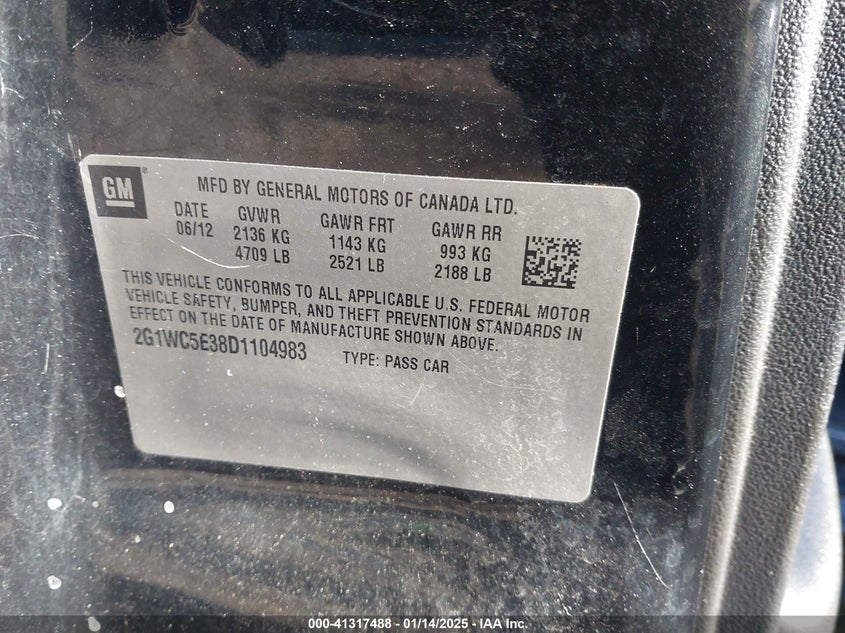 GM®
MFD BY GENERAL MOTORS OF CANADA LTD.
DATE GVWR GAWR FRT GAWR RR
06/12 2136 KG 1143 KG 993 KG
4709 LB 2521 LB 2188 LB
THIS VEHICLE CONFORMS TO ALL APPLICABLE U.S. FEDERAL MOTOR
VEHICLE SAFETY, BUMPER, AND THEFT PREVENTION STANDARDS IN
EFFECT ON THE DATE OF MANUFACTURE SHOWN ABOVE.
2G1WC5E38D1104983 TYPE: PASS CAR
000-41317488 - 01/14/2025 - IAA Inc.